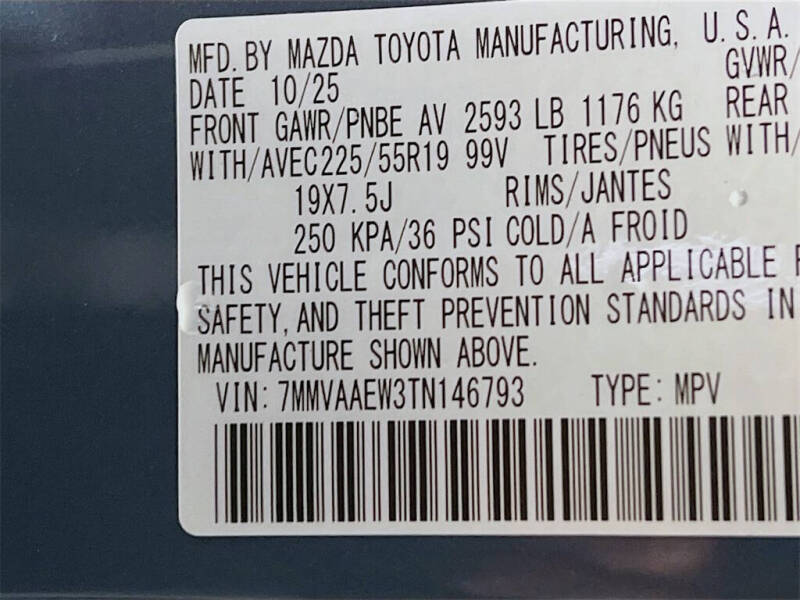 MFD. BY MAZDA TOYOTA MANUFACTURING, U.S.A.
DATE 10/25 GVWR/
FRONT GAWR/PNBE AV 2593 LB 1176 KG REAR
WITH/AVEC225/55R19 99V TIRES/PNEUS WITH/
19X7.5J RIMS/JANTES
250 KPA/36 PSI COLD/A FROID
THIS VEHICLE CONFORMS TO ALL APPLICABLE
SAFETY, AND THEFT PREVENTION STANDARDS IN
MANUFACTURE SHOWN ABOVE.
VIN: 7MMVAAEW3TN146793 TYPE: MPV